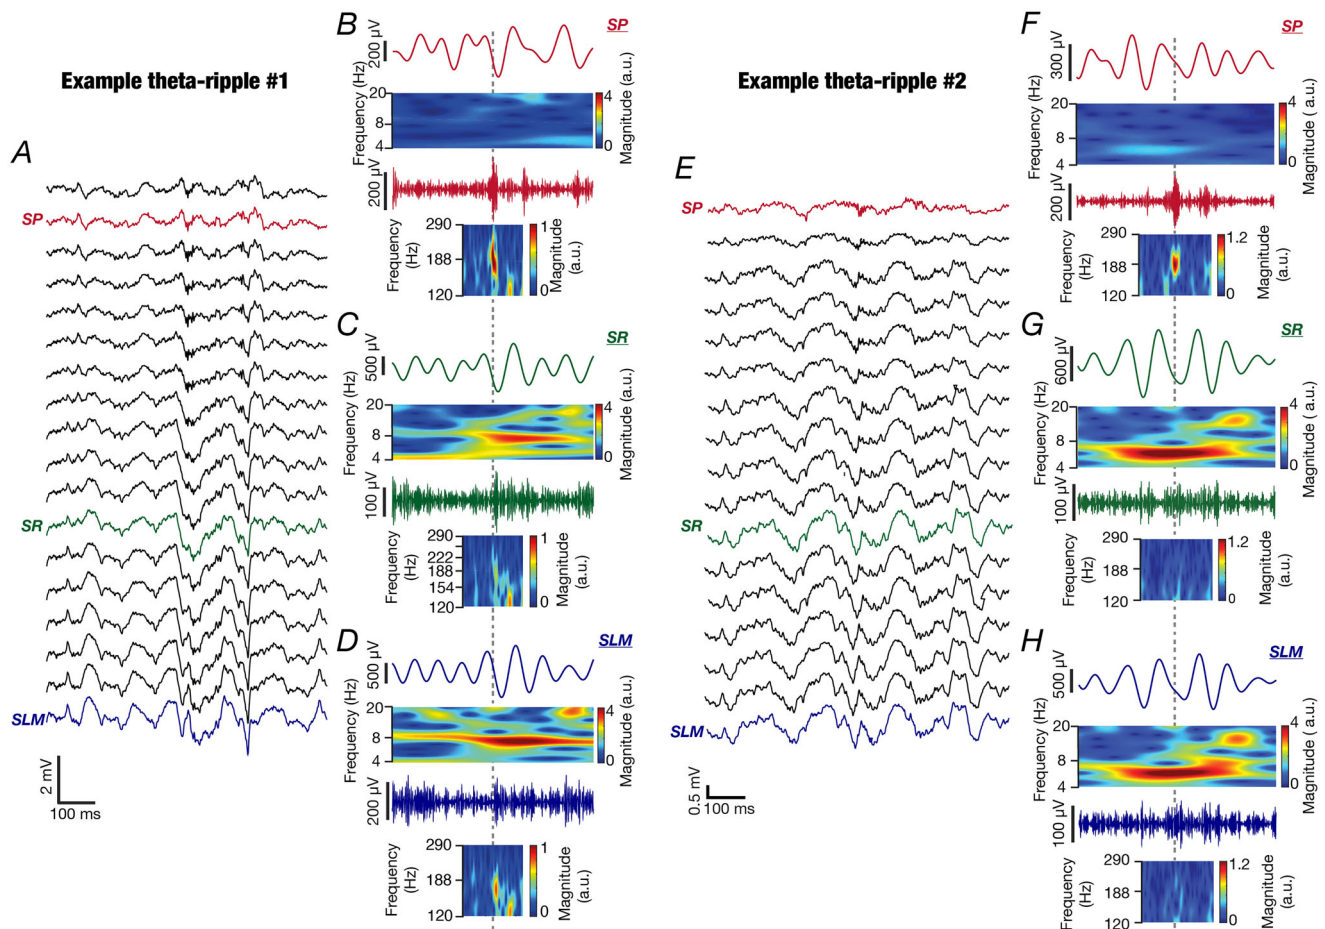 Example theta-ripple #1
A
SP
SR
SLM
2 mV
100 ms
B
SP
200 µV
Frequency (Hz)
20
8
4
4
0
Magnitude (a.u.)
200 µV
Frequency
(Hz)
290
188
120
1
0
Magnitude
(a.u.)
C
SR
500 µV
Frequency (Hz)
20
8
4
4
0
Magnitude (a.u.)
100 µV
Frequency
(Hz)
290
222
188
154
120
1
0
Magnitude
(a.u.)
D
SLM
500 µV
Frequency (Hz)
20
8
4
4
0
Magnitude (a.u.)
200 µV
Frequency
(Hz)
290
188
120
1
0
Magnitude
(a.u.)
Example theta-ripple #2
E
SP
SR
SLM
0.5 mV
100 ms
F
SP
300 µV
Frequency (Hz)
20
8
4
4
0
Magnitude ( a.u.)
200 µV
Frequency
(Hz)
290
188
120
1.2
0
Magnitude
(a.u.)
G
SR
600 µV
Frequency (Hz)
20
8
4
4
0
Magnitude ( a.u.)
100 µV
Frequency
(Hz)
290
188
120
1.2
0
Magnitude
(a.u.)
H
SLM
500 µV
Frequency (Hz)
20
8
4
4
0
Magnitude ( a.u.)
100 µV
Frequency
(Hz)
290
188
120
1.2
0
Magnitude
(a.u.)